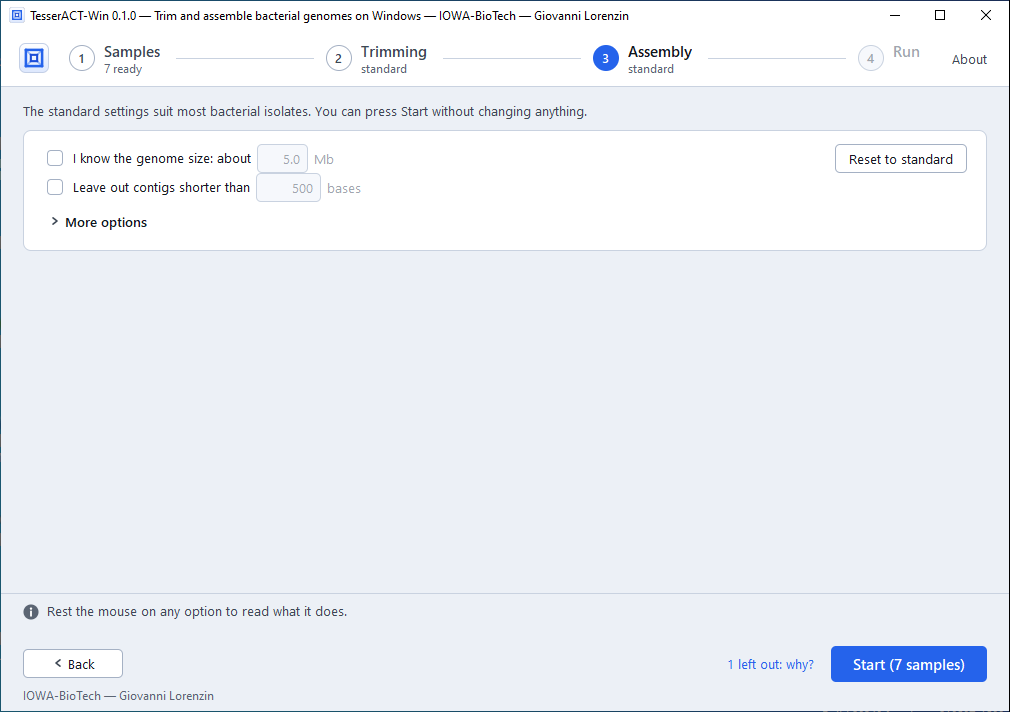 TesserACT-Win 0.1.0 — Trim and assemble bacterial genomes on Windows — IOWA-BioTech — Giovanni Lorenzin
1 Samples
7 ready
2 Trimming
standard
3 Assembly
standard
4 Run
About
The standard settings suit most bacterial isolates. You can press Start without changing anything.
I know the genome size: about 5.0 Mb
Reset to standard
Leave out contigs shorter than 500 bases
More options
Rest the mouse on any option to read what it does.
Back
1 left out: why?
Start (7 samples)
IOWA-BioTech — Giovanni Lorenzin